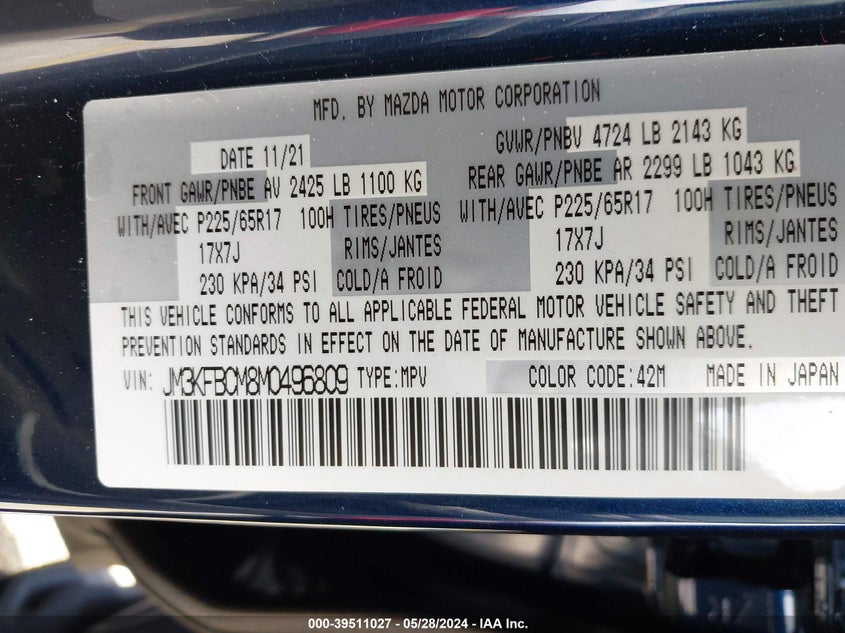 MFD. BY MAZDA MOTOR CORPORATION
DATE 11/21
GVWR/PNBV 4724 LB 2143 KG
FRONT GAWR/PNBE AV 2425 LB 1100 KG
REAR GAWR/PNBE AR 2299 LB 1043 KG
WITH/AVEC P225/65R17 100H TIRES/PNEUS
WITH/AVEC P225/65R17 100H TIRES/PNEUS
17X7J RIMS/JANTES
17X7J RIMS/JANTES
230 KPA/34 PSI COLD/A FROID
230 KPA/34 PSI COLD/A FROID
THIS VEHICLE CONFORMS TO ALL APPLICABLE FEDERAL MOTOR VEHICLE SAFETY AND THEFT
PREVENTION STANDARDS IN EFFECT ON THE DATE OF MANUFACTURE SHOWN ABOVE.
VIN: JM3KFBCM8M0496809 TYPE:MPV COLOR CODE:42M MADE IN JAPAN
000-39511027 / 05/28/2024 - IAA Inc.